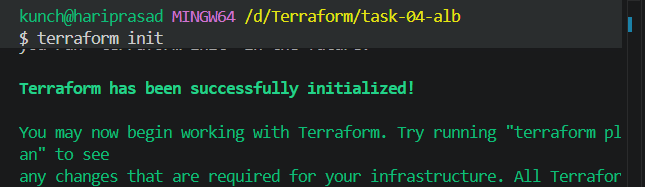 kunch@hariprasad MINGW64 /d/Terraform/task-04-alb
$ terraform init
Terraform has been successfully initialized!
You may now begin working with Terraform. Try running "terraform pl
an" to see
any changes that are required for your infrastructure. All Terrafor